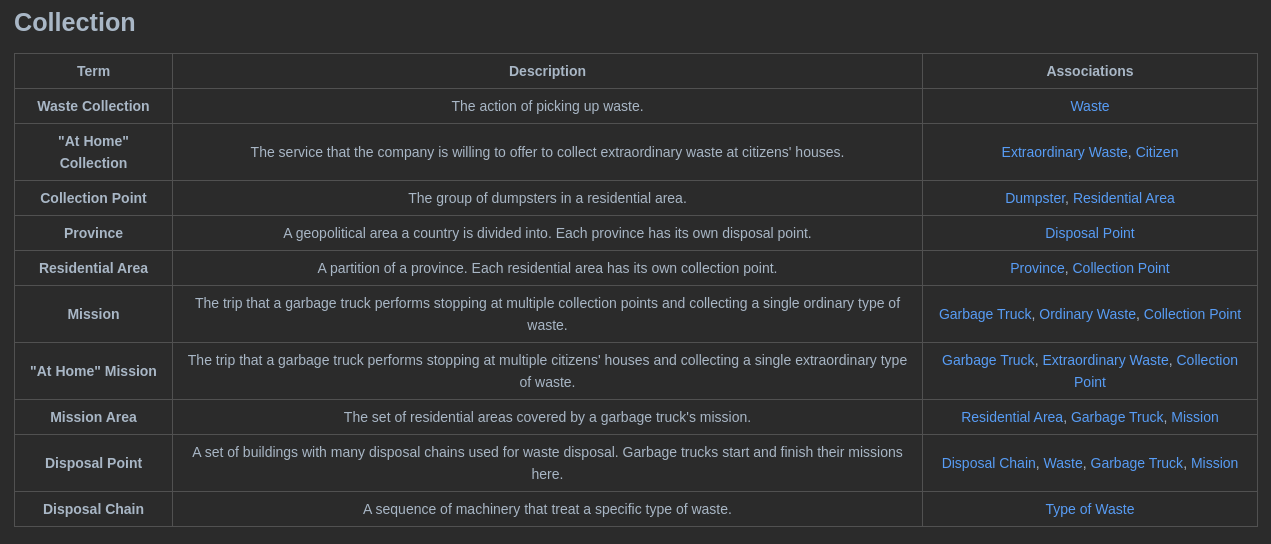 Collection
Term Description Associations
Waste Collection The action of picking up waste. Waste
"At Home"
Collection
The service that the company is willing to offer to collect extraordinary waste at citizens' houses. Extraordinary Waste, Citizen
Collection Point The group of dumpsters in a residential area. Dumpster, Residential Area
Province A geopolitical area a country is divided into. Each province has its own disposal point. Disposal Point
Residential Area A partition of a province. Each residential area has its own collection point. Province, Collection Point
Mission
The trip that a garbage truck performs stopping at multiple collection points and collecting a single ordinary type of
waste.
Garbage Truck, Ordinary Waste, Collection Point
"At Home" Mission
The trip that a garbage truck performs stopping at multiple citizens' houses and collecting a single extraordinary type
of waste.
Garbage Truck, Extraordinary Waste, Collection
Point
Mission Area The set of residential areas covered by a garbage truck's mission. Residential Area, Garbage Truck, Mission
Disposal Point
A set of buildings with many disposal chains used for waste disposal. Garbage trucks start and finish their missions
here.
Disposal Chain, Waste, Garbage Truck, Mission
Disposal Chain A sequence of machinery that treat a specific type of waste. Type of Waste